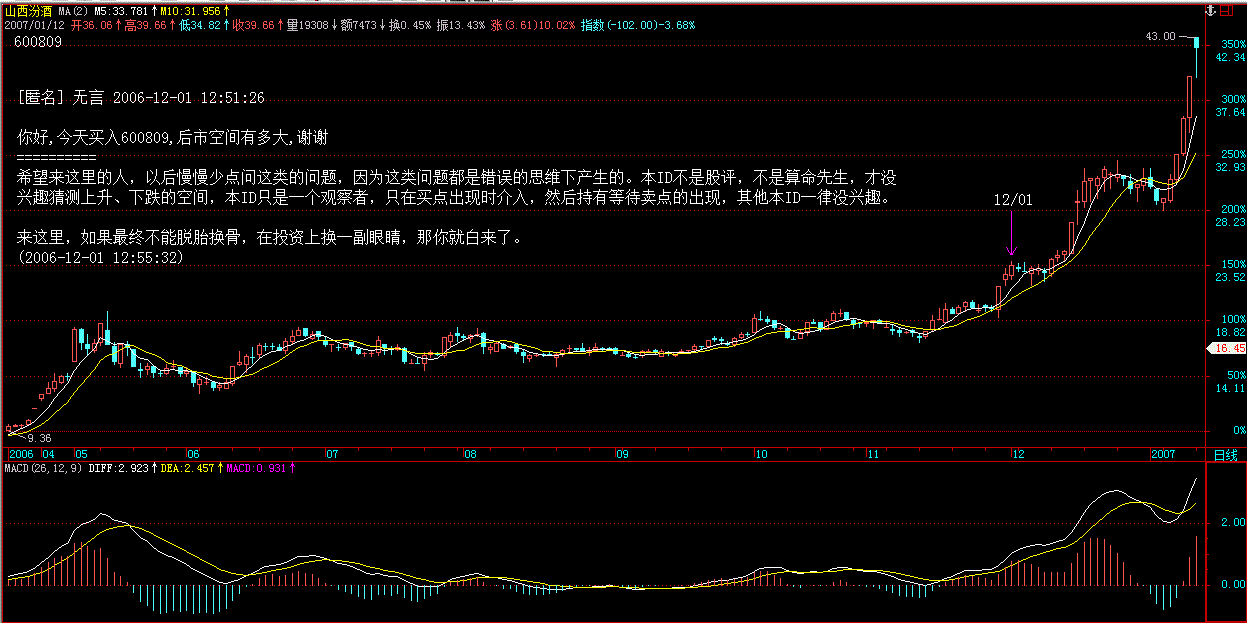 山西汾酒 MA(2) M5:33.781↑M10:31.956↑
2007/01/12 开36.06↑高39.66↑低34.82↑收39.66↑量19308↓额7473↓换0.45% 振13.43% 涨(3.61)10.02% 指数(-102.00)-3.68%
600809
43.00
350%
42.34
[匿名] 无言 2006-12-01 12:51:26
300%
37.64
你好,今天买入600809,后市空间有多大,谢谢
==========
250%
32.93
希望来这里的人，以后慢慢少点问这类的问题，因为这类问题都是错误的思维下产生的。本ID不是股评，不是算命先生，才没
兴趣猜测上升、下跌的空间，本ID只是一个观察者，只在买点出现时介入，然后持有等待卖点的出现，其他本ID一律没兴趣。
12/01
200%
28.23
来这里，如果最终不能脱胎换骨，在投资上换一副眼睛，那你就白来了。
(2006-12-01 12:55:32)
150%
23.52
100%
18.82
16.45
50%
14.11
0%
9.36
2006 04 05 06 07 08 09 10 11 12 2007 日线
MACD(26,12,9) DIFF:2.923↑DEA:2.457↑MACD:0.931↑
2.00
0.00